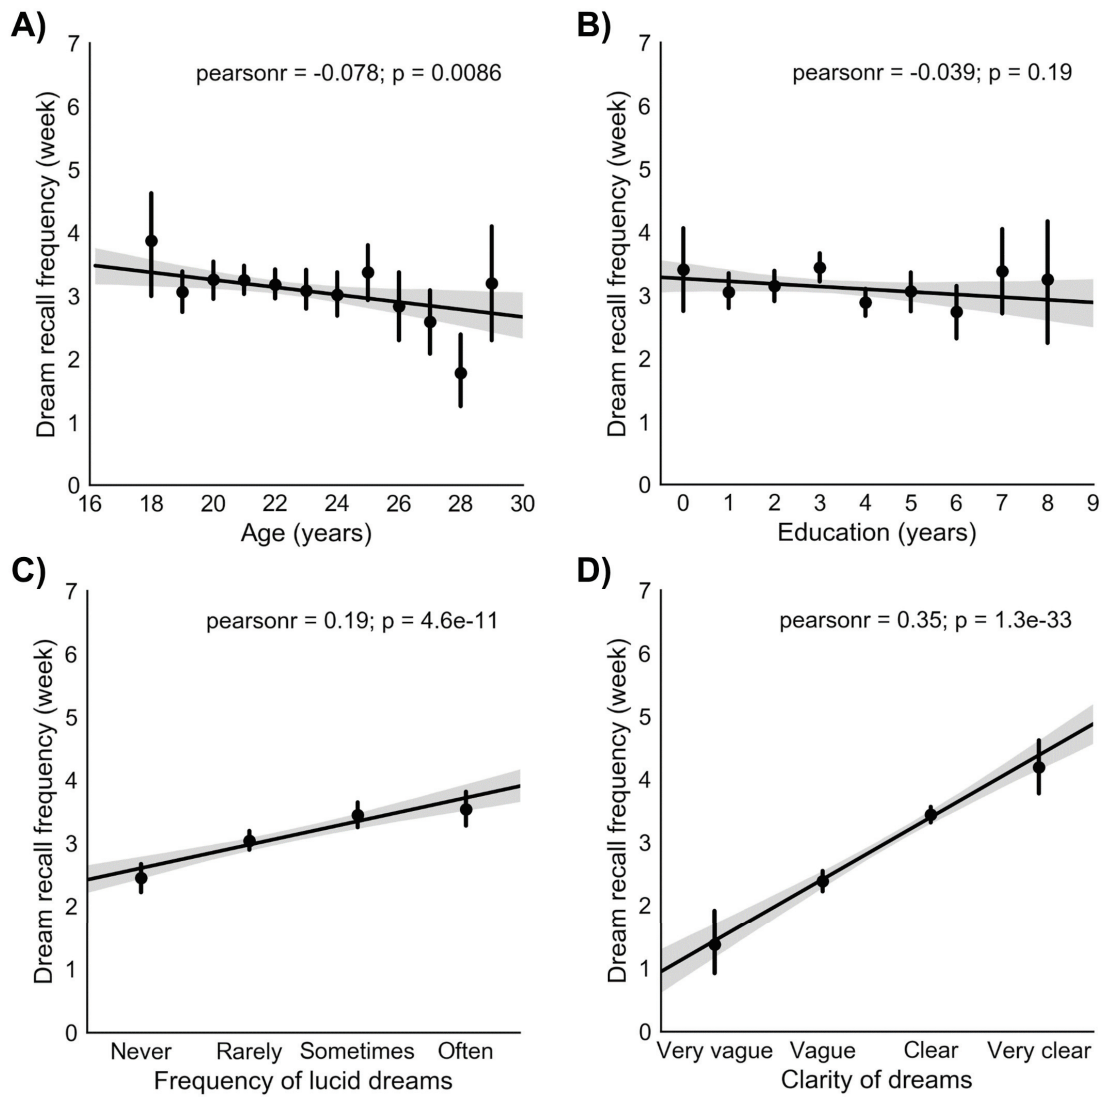 A)
pearsonr = -0.078; p = 0.0086
Dream recall frequency (week)
7
6
5
4
3
2
1
0
16 18 20 22 24 26 28 30
Age (years)
B)
pearsonr = -0.039; p = 0.19
Dream recall frequency (week)
7
6
5
4
3
2
1
0
0 1 2 3 4 5 6 7 8 9
Education (years)
C)
pearsonr = 0.19; p = 4.6e-11
Dream recall frequency (week)
7
6
5
4
3
2
1
0
Never Rarely Sometimes Often
Frequency of lucid dreams
D)
pearsonr = 0.35; p = 1.3e-33
Dream recall frequency (week)
7
6
5
4
3
2
1
0
Very vague Vague Clear Very clear
Clarity of dreams